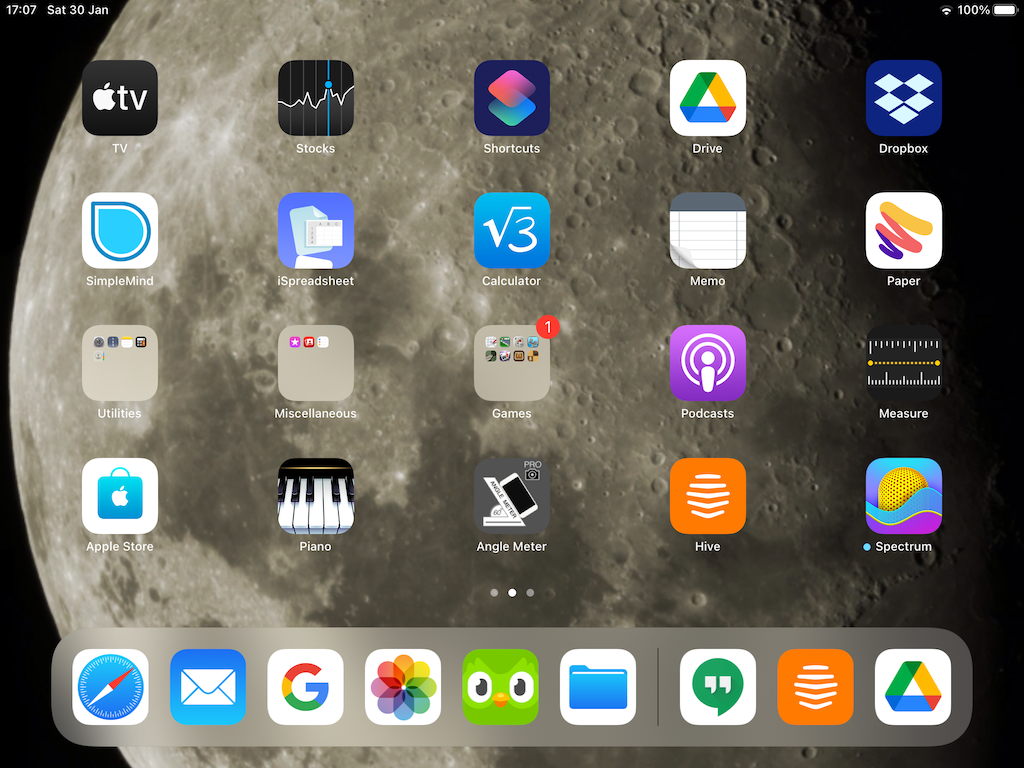 17:07 Sat 30 Jan
100%
tv
TV
Stocks
Shortcuts
Drive
Dropbox
√3
SimpleMind
iSpreadsheet
Calculator
Memo
Paper
1
Utilities
Miscellaneous
Games
Podcasts
Measure
PRO
ANGLE METER
60°
Apple Store
Piano
Angle Meter
Hive
Spectrum
G